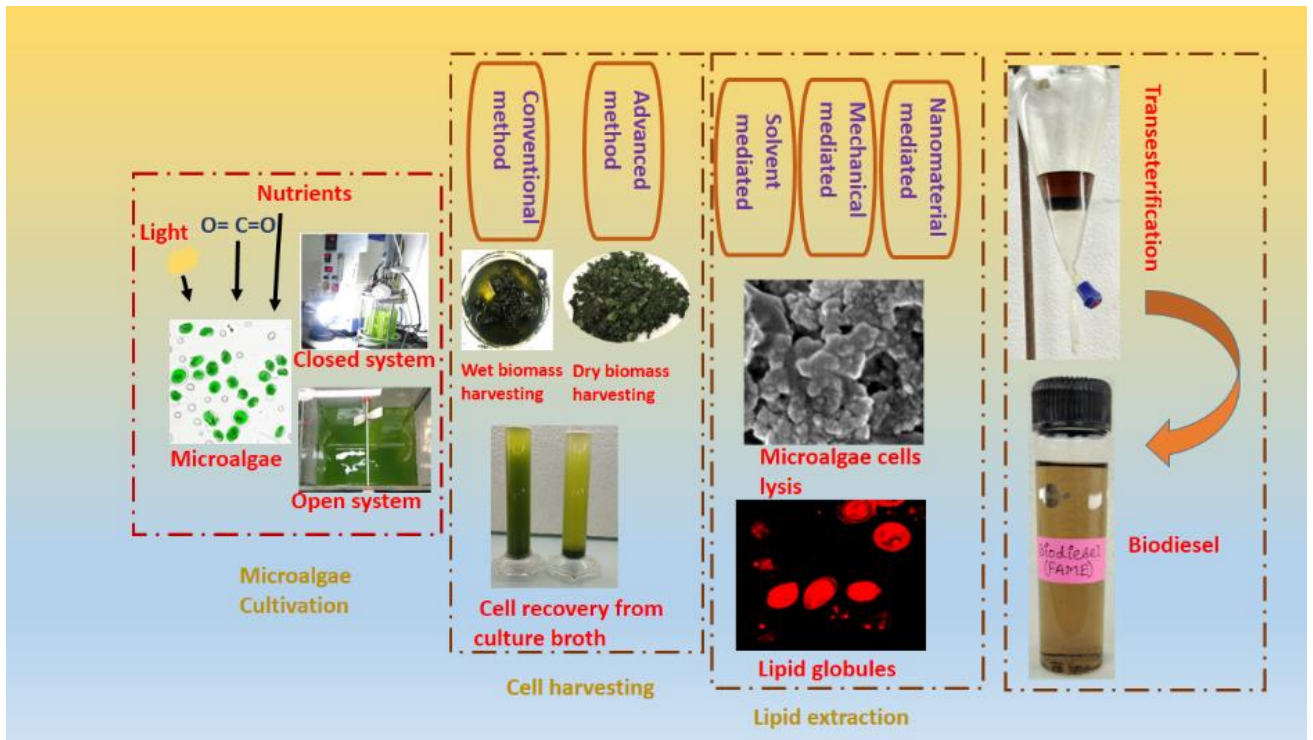 Nutrients
O= C=O
Light
Closed system
Microalgae
Open system
Microalgae
Cultivation
Conventional
method
Advanced
method
Wet biomass
harvesting
Dry biomass
harvesting
Cell recovery from
culture broth
Cell harvesting
Solvent
mediated
Mechanical
mediated
Nanomaterial
mediated
Microalgae cells
lysis
Lipid globules
Lipid extraction
Transesterification
Biodiesel
(FAME)
Biodiesel